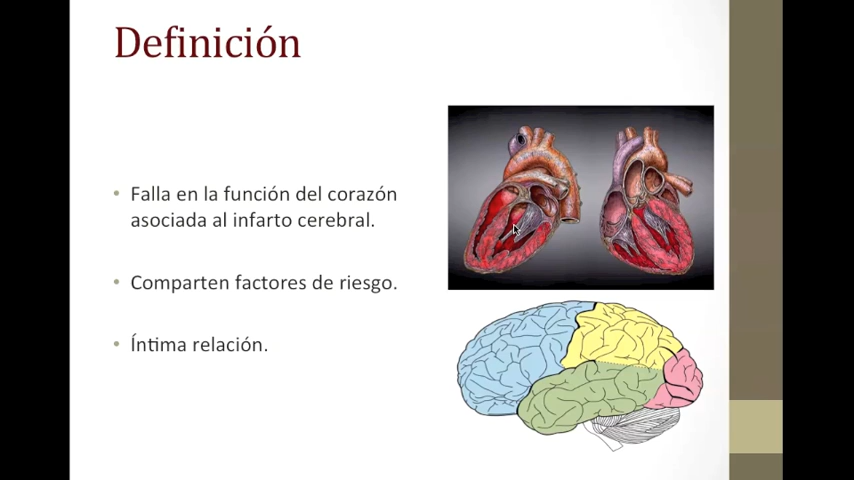 Definición
• Falla en la función del corazón
asociada al infarto cerebral.
• Comparten factores de riesgo.
• Íntima relación.